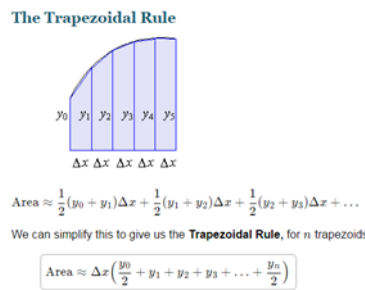 The Trapezoidal Rule
y₀ y₁ y₂ y₃ y₄ y₅
Δx Δx Δx Δx Δx
Area ≈ 1/2(y₀ + y₁)Δx + 1/2(y₁ + y₂)Δx + 1/2(y₂ + y₃)Δx + ...
We can simplify this to give us the Trapezoidal Rule, for n trapezoids
Area ≈ Δx(y₀/2 + y₁ + y₂ + y₃ + ... + yₙ/2)